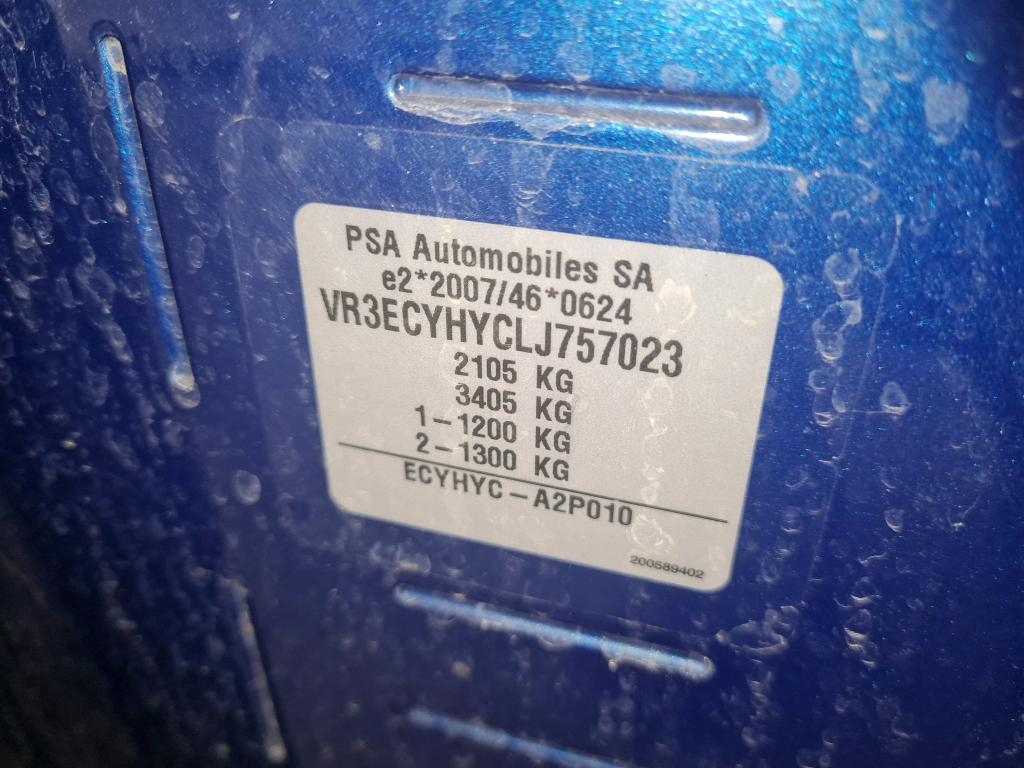 PSA Automobiles SA
e2*2007/46*0624
VR3ECYHYCLJ757023
2105 KG
3405 KG
1-1200 KG
2-1300 KG
ECYHYC-A2P010
200589402